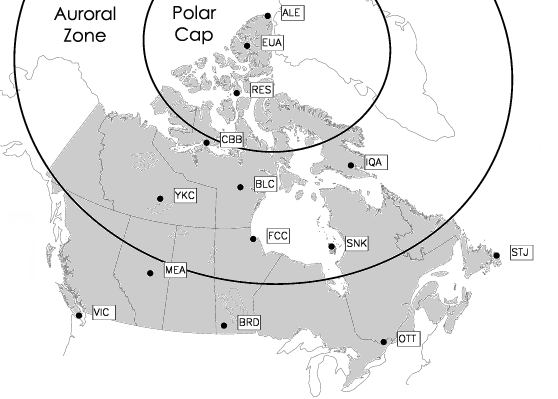 Auroral
Zone
Polar
Cap
ALE
EUA
RES
CBB
IQA
BLC
YKC
FCC
SNK
STJ
MEA
VIC
BRD
OTT